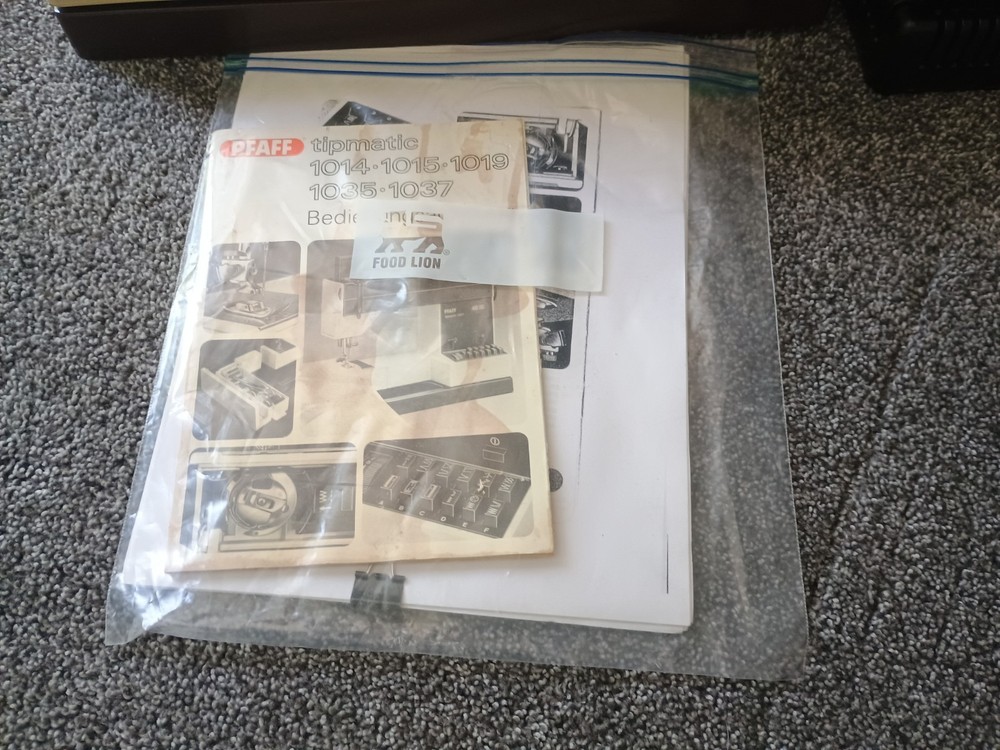 PFAFF tipmatic
1014·1015·1019
1035·1037
FOOD LION
A B C D E F